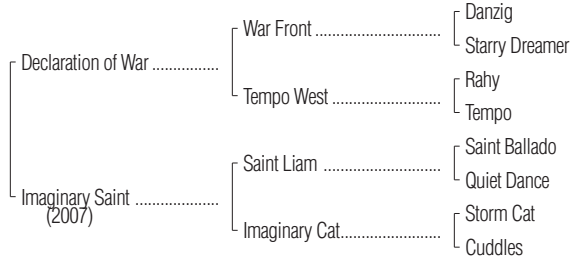 Danzig
War Front ................................
Starry Dreamer
Declaration of War .................
Rahy
Tempo West ............................
Tempo
Saint Ballado
Saint Liam ..............................
Quiet Dance
Imaginary Saint .....................
(2007)
Storm Cat
Imaginary Cat..........................
Cuddles